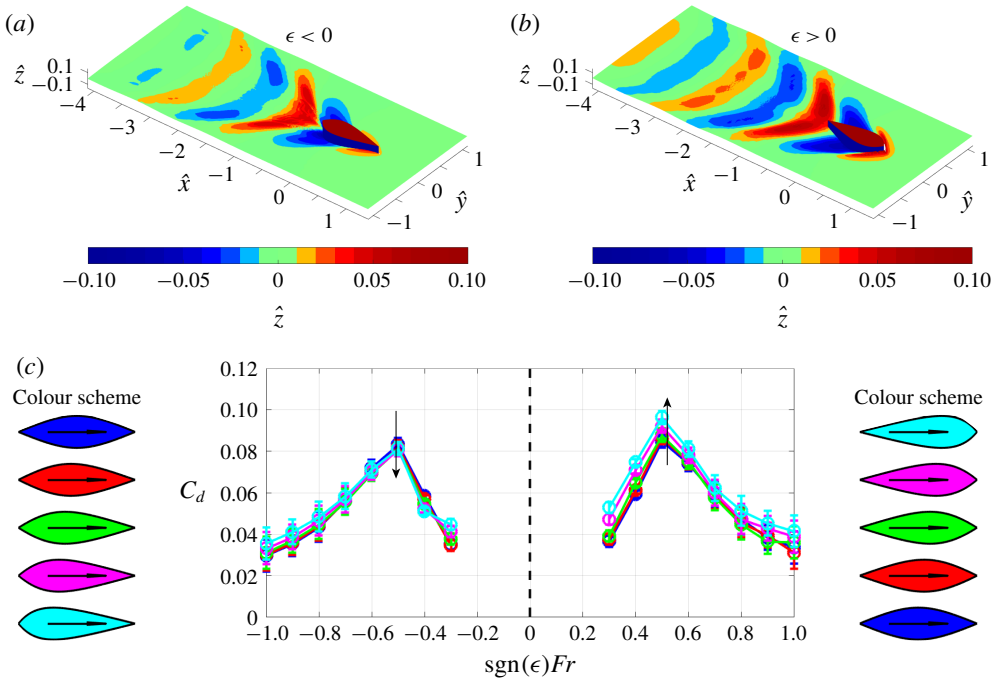 (a)
ϵ < 0
ẑ
0.1
−0.1
−4
−3
−2
−1
0
1
x̂
−1
0
1
ŷ
−0.10
−0.05
0
0.05
0.10
ẑ
(b)
ϵ > 0
ẑ
0.1
−0.1
−4
−3
−2
−1
0
1
x̂
−1
0
1
ŷ
−0.10
−0.05
0
0.05
0.10
ẑ
(c)
Colour scheme
0.12
0.10
0.08
0.06
0.04
0.02
0
C_d
−1.0 −0.8 −0.6 −0.4 −0.2 0 0.2 0.4 0.6 0.8 1.0
sgn(ϵ)Fr
Colour scheme